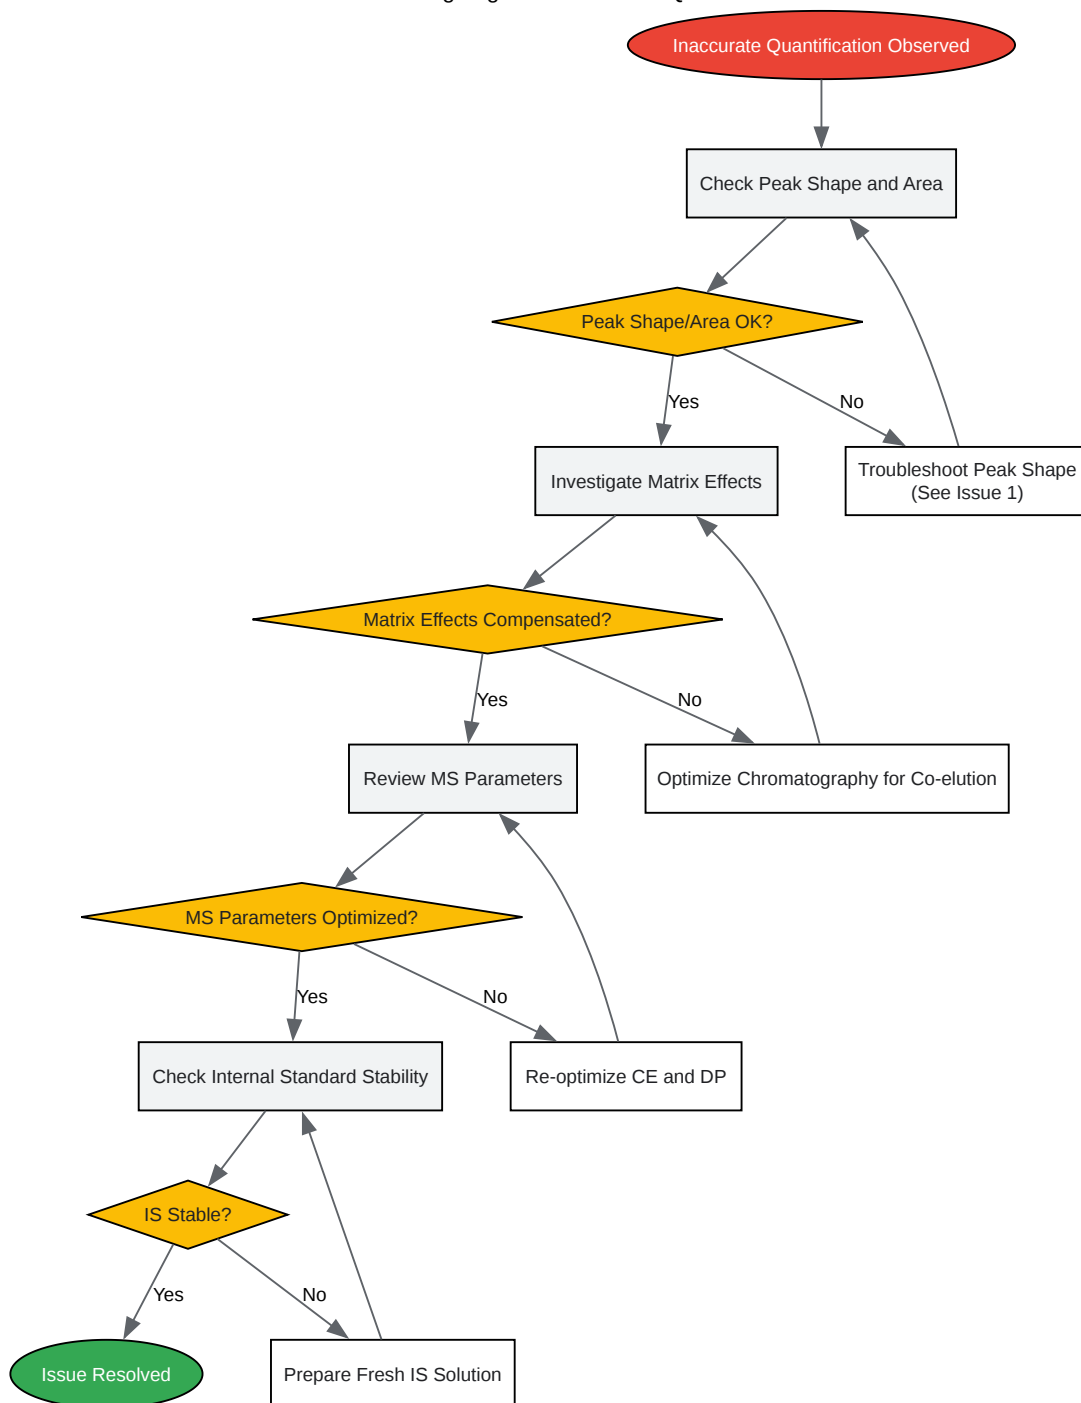 Inaccurate Quantification Observed
Check Peak Shape and Area
Peak Shape/Area OK?
Yes
No
Investigate Matrix Effects
Troubleshoot Peak Shape
(See Issue 1)
Matrix Effects Compensated?
Yes
No
Review MS Parameters
Optimize Chromatography for Co-elution
MS Parameters Optimized?
Yes
No
Check Internal Standard Stability
Re-optimize CE and DP
IS Stable?
Yes
No
Issue Resolved
Prepare Fresh IS Solution